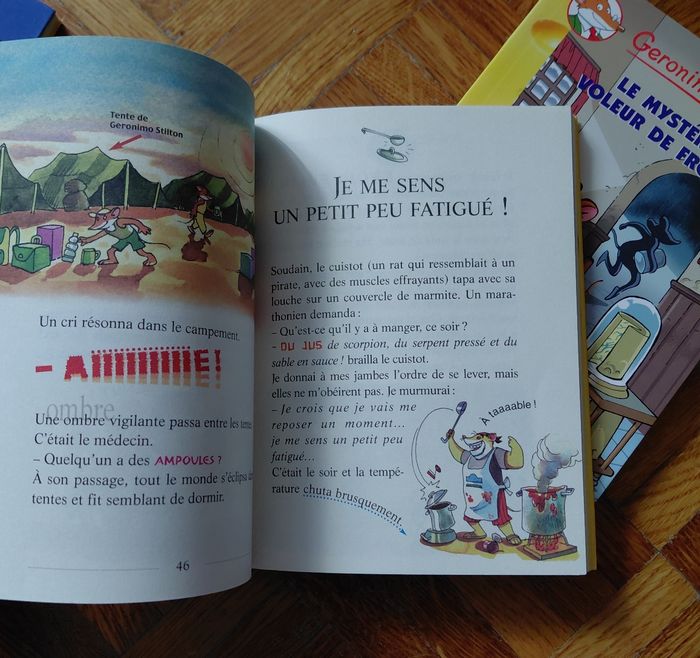 Tente de
Geronimo Stilton
Un cri résonna dans le campement.
- AIIIIIIIIIE!
ombre
Une ombre vigilante passa entre les
C'était le médecin.
– Quelqu'un a des AMPOULES ?
À son passage, tout le monde s'éclipsa
tentes et fit semblant de dormir.
46
JE ME SENS
UN PETIT PEU FATIGUÉ !
Soudain, le cuistot (un rat qui ressemblait à un
pirate, avec des muscles effrayants) tapa avec sa
louche sur un couvercle de marmite. Un mara-
thonien demanda :
– Qu'est-ce qu'il y a à manger, ce soir ?
– DU JUS de scorpion, du serpent pressé et du
sable en sauce ! brailla le cuistot.
Je donnai à mes jambes l'ordre de se lever, mais
elles ne m'obéirent pas. Je murmurai :
– Je crois que je vais me
reposer un moment...
je me sens un petit peu
fatigué...
C'était le soir et la tempé-
rature chuta brusquement.
À taaaable !
Geronim
LE MYSTÉ
VOLEUR DE FRO